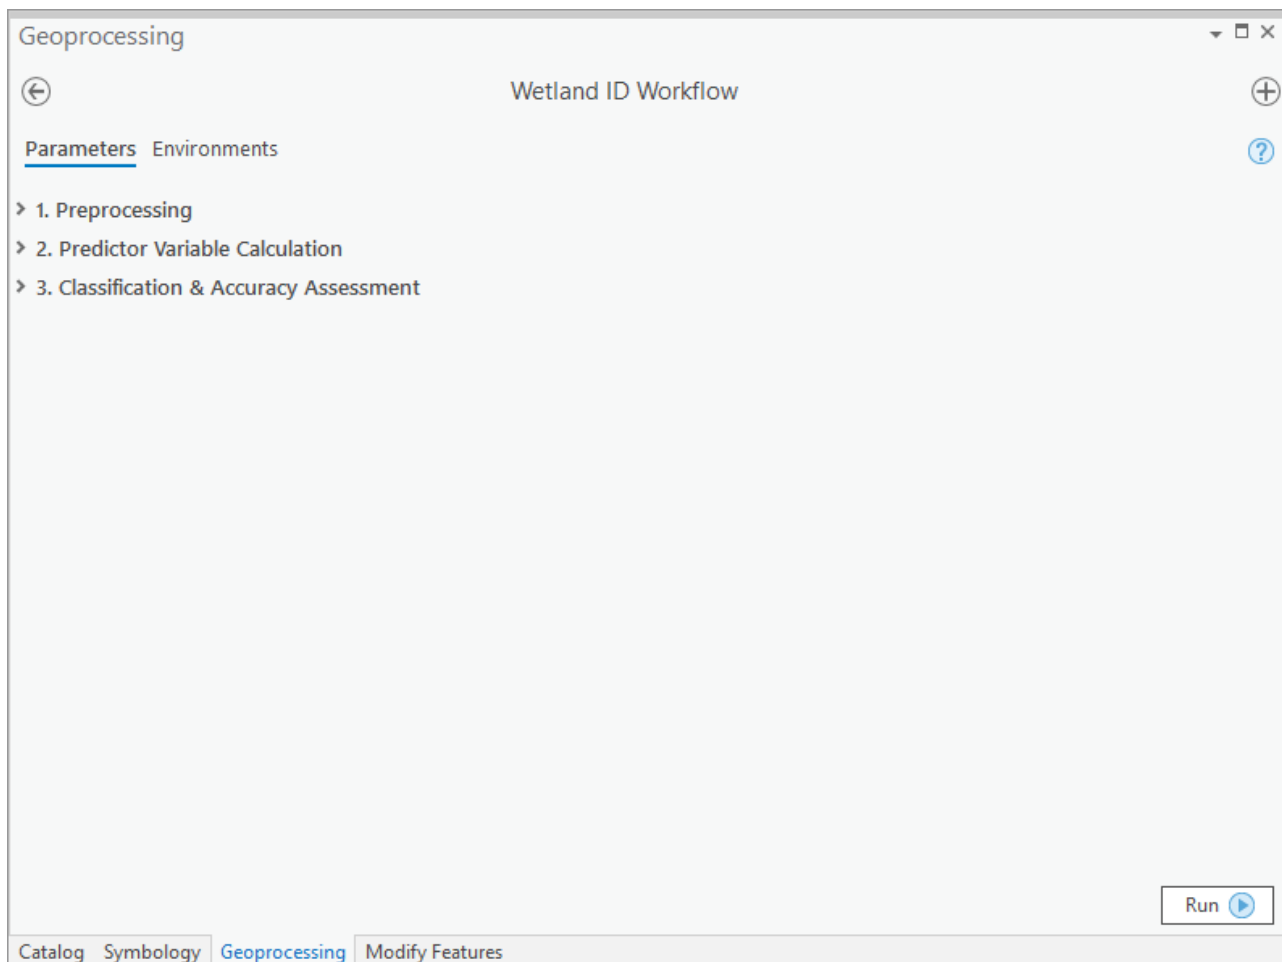 Geoprocessing
Wetland ID Workflow
Parameters Environments
1. Preprocessing
2. Predictor Variable Calculation
3. Classification & Accuracy Assessment
Run
Catalog Symbology Geoprocessing Modify Features